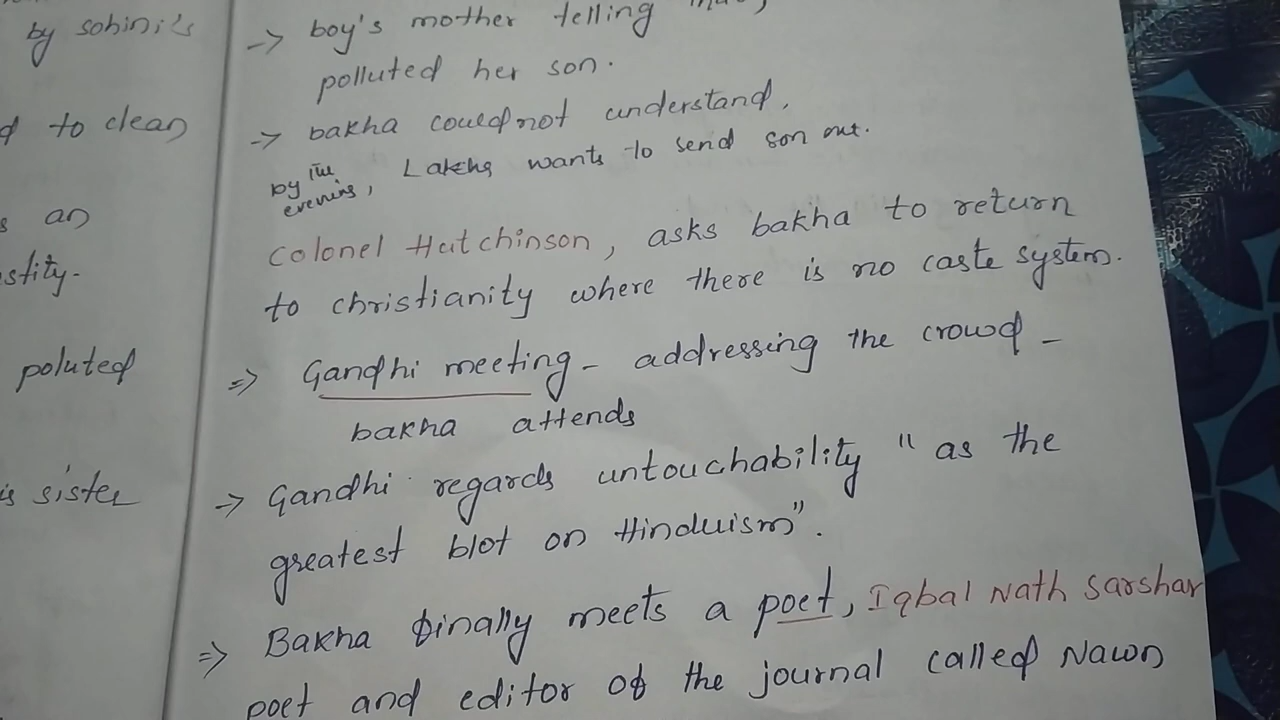 by sohini's
d to clean
s an
stity.
poluted
is sister
-> boy's mother telling
polluted her son.
-> bakha could not understand.
by the evening, Lakha wants to send son out.
Colonel Hutchinson, asks bakha to return
to christianity where there is no caste system.
=> Gandhi meeting - addressing the crowd -
bakha attends
-> Gandhi regards untouchability "as the
greatest blot on Hinduism".
=> Bakha finally meets a poet, Iqbal Nath Sarshar
poet and editor of the journal called Nawan